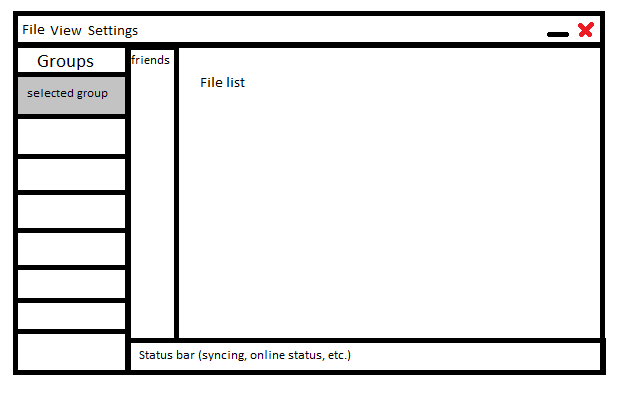 File View Settings
Groups
friends
selected group
File list
Status bar (syncing, online status, etc.)